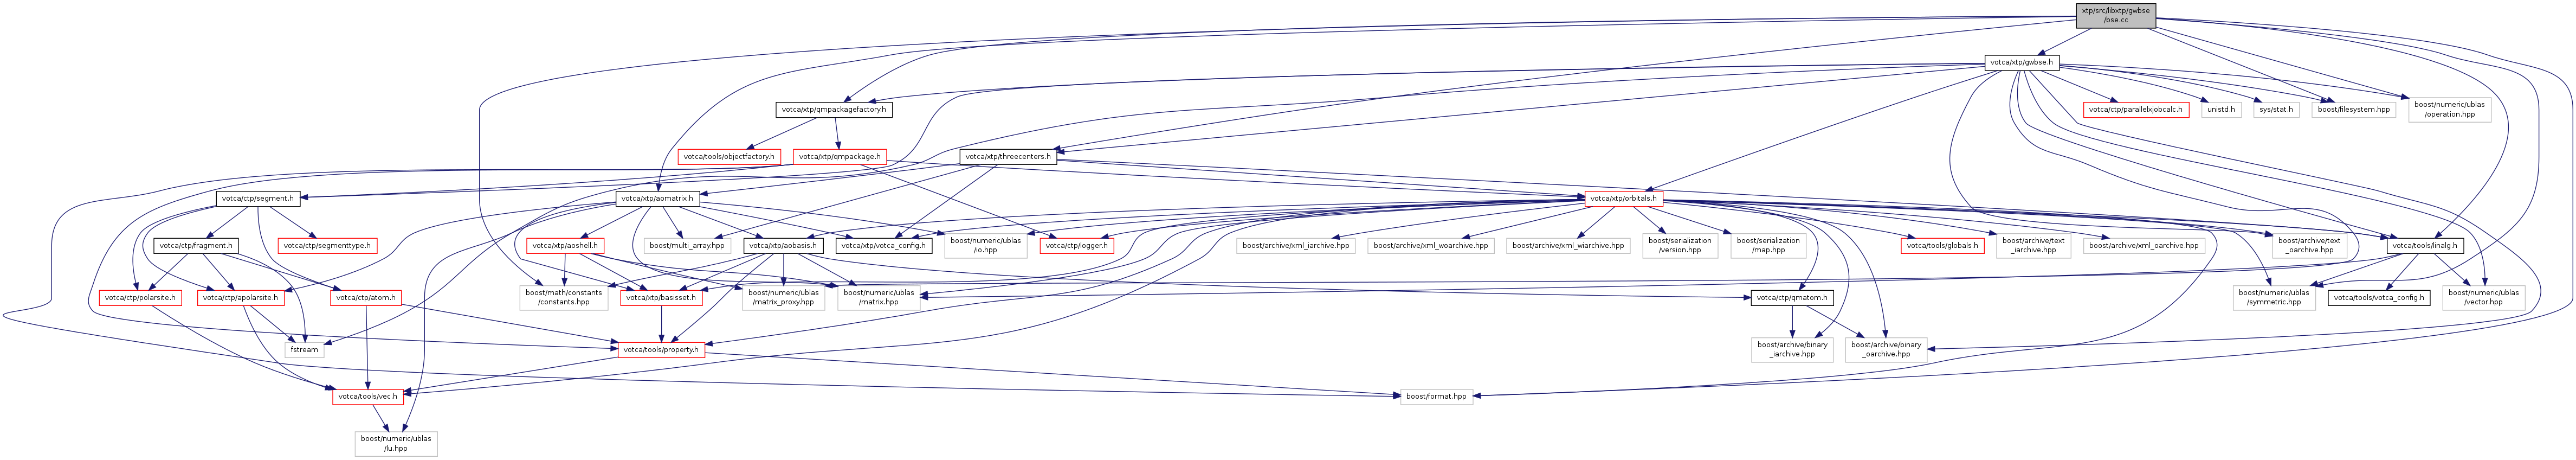 xtp/src/libxtp/gwbse
/bse.cc
votca/xtp/gwbse.h
votca/xtp/qmpackagefactory.h
votca/ctp/parallelxjobcalc.h
unistd.h
sys/stat.h
boost/filesystem.hpp
boost/numeric/ublas
/operation.hpp
votca/tools/objectfactory.h
votca/xtp/qmpackage.h
votca/xtp/threecenters.h
votca/ctp/segment.h
votca/xtp/aomatrix.h
votca/xtp/orbitals.h
votca/ctp/fragment.h
votca/ctp/segmenttype.h
votca/xtp/aoshell.h
boost/multi_array.hpp
votca/xtp/aobasis.h
votca/xtp/votca_config.h
boost/numeric/ublas
/io.hpp
votca/ctp/logger.h
boost/archive/xml_iarchive.hpp
boost/archive/xml_woarchive.hpp
boost/archive/xml_wiarchive.hpp
boost/serialization
/version.hpp
boost/serialization
/map.hpp
votca/tools/globals.h
boost/archive/text
_iarchive.hpp
boost/archive/xml_oarchive.hpp
boost/archive/text
_oarchive.hpp
votca/tools/linalg.h
votca/ctp/polarsite.h
votca/ctp/apolarsite.h
votca/ctp/atom.h
boost/math/constants
/constants.hpp
votca/xtp/basisset.h
boost/numeric/ublas
/matrix_proxy.hpp
boost/numeric/ublas
/matrix.hpp
votca/ctp/qmatom.h
boost/numeric/ublas
/symmetric.hpp
votca/tools/votca_config.h
boost/numeric/ublas
/vector.hpp
fstream
votca/tools/property.h
boost/archive/binary
_iarchive.hpp
boost/archive/binary
_oarchive.hpp
votca/tools/vec.h
boost/format.hpp
boost/numeric/ublas
/lu.hpp